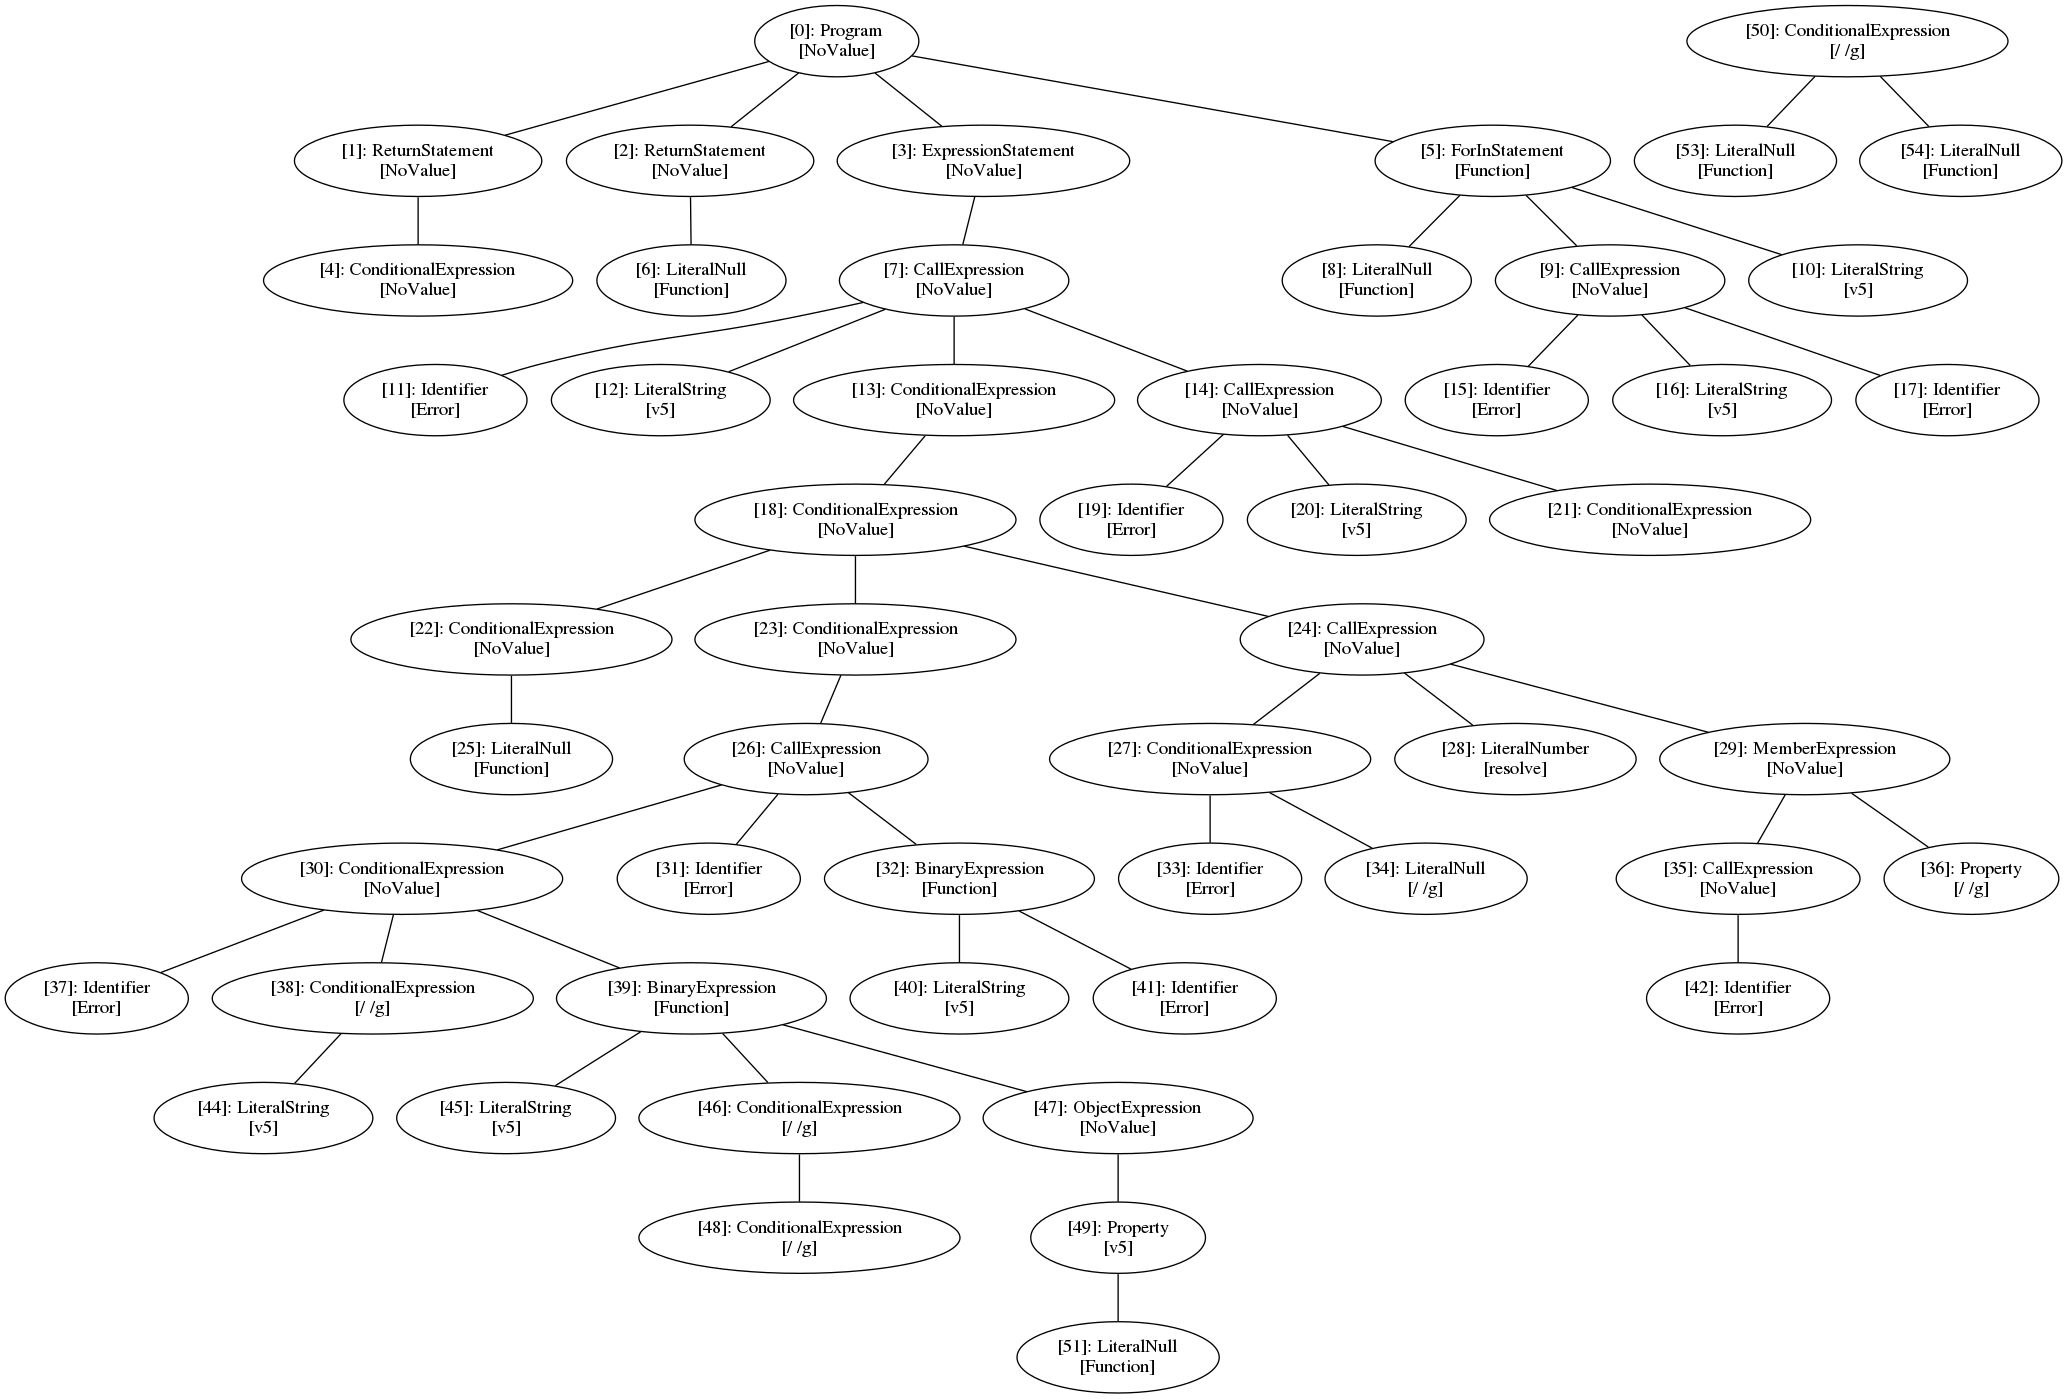 [0]: Program
[NoValue]
[50]: ConditionalExpression
[/ /g]
[1]: ReturnStatement
[NoValue]
[2]: ReturnStatement
[NoValue]
[3]: ExpressionStatement
[NoValue]
[5]: ForInStatement
[Function]
[53]: LiteralNull
[Function]
[54]: LiteralNull
[Function]
[4]: ConditionalExpression
[NoValue]
[6]: LiteralNull
[Function]
[7]: CallExpression
[NoValue]
[8]: LiteralNull
[Function]
[9]: CallExpression
[NoValue]
[10]: LiteralString
[v5]
[11]: Identifier
[Error]
[12]: LiteralString
[v5]
[13]: ConditionalExpression
[NoValue]
[14]: CallExpression
[NoValue]
[15]: Identifier
[Error]
[16]: LiteralString
[v5]
[17]: Identifier
[Error]
[18]: ConditionalExpression
[NoValue]
[19]: Identifier
[Error]
[20]: LiteralString
[v5]
[21]: ConditionalExpression
[NoValue]
[22]: ConditionalExpression
[NoValue]
[23]: ConditionalExpression
[NoValue]
[24]: CallExpression
[NoValue]
[25]: LiteralNull
[Function]
[26]: CallExpression
[NoValue]
[27]: ConditionalExpression
[NoValue]
[28]: LiteralNumber
[resolve]
[29]: MemberExpression
[NoValue]
[30]: ConditionalExpression
[NoValue]
[31]: Identifier
[Error]
[32]: BinaryExpression
[Function]
[33]: Identifier
[Error]
[34]: LiteralNull
[/ /g]
[35]: CallExpression
[NoValue]
[36]: Property
[/ /g]
[37]: Identifier
[Error]
[38]: ConditionalExpression
[/ /g]
[39]: BinaryExpression
[Function]
[40]: LiteralString
[v5]
[41]: Identifier
[Error]
[42]: Identifier
[Error]
[44]: LiteralString
[v5]
[45]: LiteralString
[v5]
[46]: ConditionalExpression
[/ /g]
[47]: ObjectExpression
[NoValue]
[48]: ConditionalExpression
[/ /g]
[49]: Property
[v5]
[51]: LiteralNull
[Function]